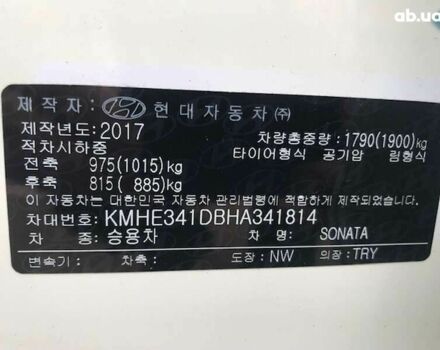 ab.ua
제 작 자 : HYUNDAI 현대자동차㈜
제작년도: 2017 차량총중량: 1790(1900)kg
적차시하중 타이어형식 공기압 림형식
전축 975(1015)kg
후축 815( 885)kg
이 자동차는 대한민국 자동차 관리법령에 적합하게 제작되었습니다.
차대번호: KMHE341DBHA341814
차 종: 승용차 차 명: SONATA
변속기: 도장: NW 의장: TRY